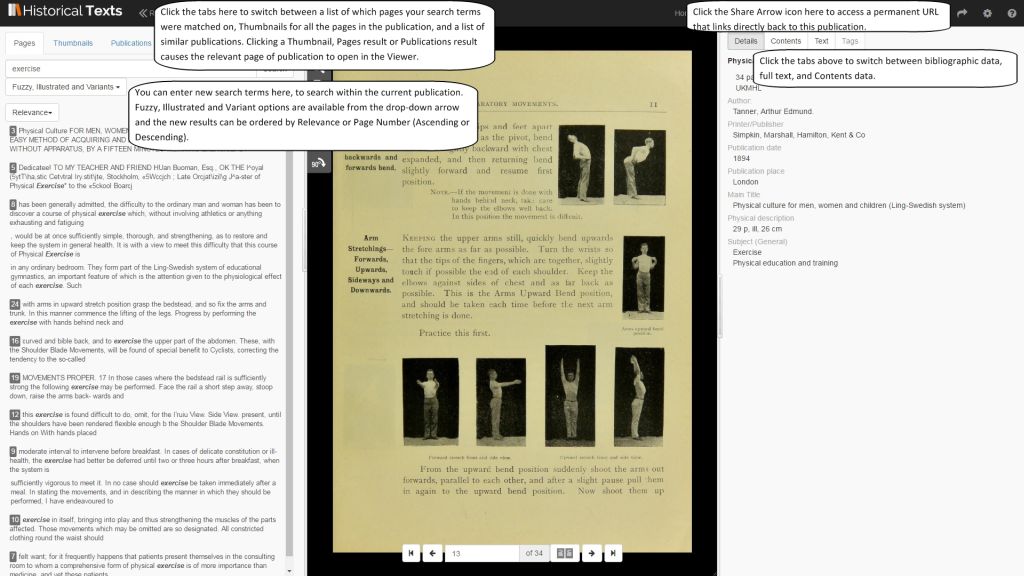 Historical Texts
Click the tabs here to switch between a list of which pages your search terms
were matched on, Thumbnails for all the pages in the publication, and a list of
similar publications. Clicking a Thumbnail, Pages result or Publications result
causes the relevant page of publication to open in the Viewer.
Click the Share Arrow icon here to access a permanent URL
that links directly back to this publication.
Pages
Thumbnails
Publications
exercise
Fuzzy, Illustrated and Variants
Relevance
You can enter new search terms here, to search within the current publication.
Fuzzy, Illustrated and Variant options are available from the drop-down arrow
and the new results can be ordered by Relevance or Page Number (Ascending or
Descending).
3 Physical Culture FOR MEN,
EASY METHOD OF ACQUIRING AND
WITHOUT APPARATUS, BY A FIFTEEN
5 Dedicatee! TO MY TEACHER AND FRIEND
Physical Exercise" to the
8 has been generally admitted, the difficulty to the ordinary man and woman has been to
discover a course of physical exercise which, without involving athletics or anything
exhausting and fatiguing
, would be at once sufficiently simple, thorough, and strengthening, as to restore and
keep the system in general health. It is with a view to meet this difficulty that this course
of Physical Exercise is
in any ordinary bedroom. They form part of the Ling-Swedish system of educational
gymnastics, an important feature of which is the attention given to the physiological effect
of each exercise. Such
24 with arms in upward stretch position grasp the bedstead, and so fix the arms and
trunk. In this manner commence the lifting of the legs. Progress by performing the
exercise with hands behind neck and
16 curved and bible back, and to exercise the upper part of the abdomen. These, with
the Shoulder Blade Movements, will be found of special benefit to Cyclists, correcting the
tendency to the so-called
19 MOVEMENTS PROPER. 17 In those cases where the bedstead rail is sufficiently
strong the following exercise may be performed. Face the rail a short step away, stoop
down, raise the arms back- wards and
12 this exercise is found difficult to do, omit, for the I'ruiu View. Side View. present, until
the shoulders have been rendered flexible enough b the Shoulder Blade Movements.
Hands on With hands placed
9 moderate interval to intervene before breakfast. In cases of delicate constitution or ill-
health, the exercise had better be deferred until two or three hours after breakfast, when
the system is
sufficiently vigorous to meet it. In no case should exercise be taken immediately after a
meal. In stating the movements, and in describing the manner in which they should be
performed, I have endeavoured to
10 exercise in itself, bringing into play and thus strengthening the muscles of the parts
affected. Those movements which may be omitted are so designated. All constricted
clothing round the waist should
7 felt want; for it frequently happens that patients present themselves in the consulting
room to whom a comprehensive form of physical exercise is of more importance than
medicine, and yet these patients
90°
MOVEMENTS. 11
and feet apart
as the pivot, bend
backward with chest
expanded, and then returning bend
slightly forward and resume first
position.
backwards and
forwards bend.
NOTE.—If the movement is done with
hands behind neck, take care
to keep the elbows well back.
In this position the movement is difficult.
Arm
Stretchings—
Forwards,
Upwards,
Sideways and
Downwards.
KEEPING the upper arms still, quickly bend upwards
the fore arms as far as possible. Turn the wrists so
that the tips of the fingers, which are together, slightly
touch if possible the end of each shoulder. Keep the
elbows against sides of chest and as far back as
possible. This is the Arms Upward Bend position,
and should be taken each time before the next arm
stretching is done.
Practice this first.
Arms upward bend
position.
Forward stretch front and side view.
Upward stretch front and side view.
From the upward bend position suddenly shoot the arms out
forwards, parallel to each other, and after a slight pause pull them
in again to the upward bend position. Now shoot them up
13 of 34
Details
Contents
Text
Tags
Click the tabs above to switch between bibliographic data,
full text, and Contents data.
34
UKMHL
Author:
Tanner, Arthur Edmund.
Printer/Publisher
Simpkin, Marshall, Hamilton, Kent & Co
Publication date
1894
Publication place
London
Main Title
Physical culture for men, women and children (Ling-Swedish system)
Physical description
29 p, ill, 26 cm
Subject (General)
Exercise
Physical education and training